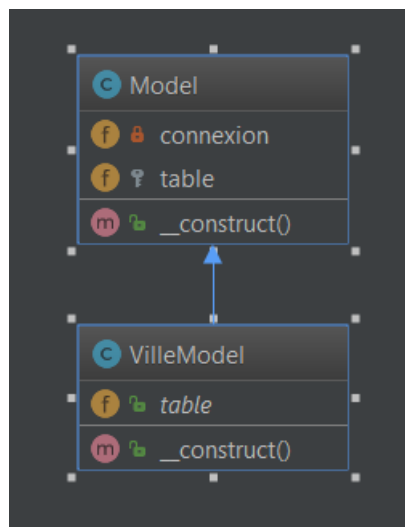 C Model
f connexion
f table
m __construct()
C VilleModel
f table
m __construct()